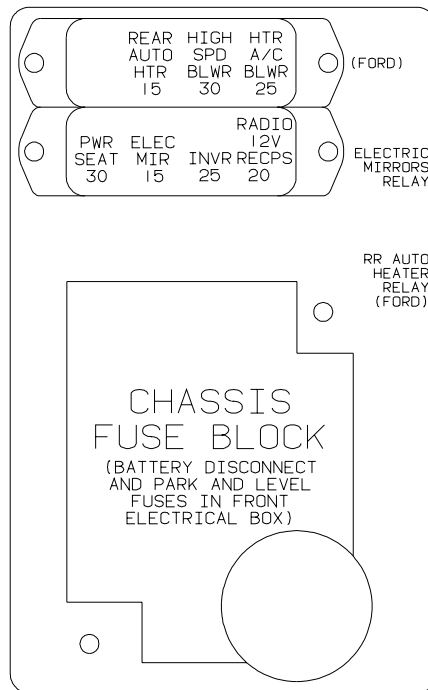 REAR HIGH HTR
AUTO SPD A/C
HTR BLWR BLWR
15 30 25
(FORD)
RADIO
PWR ELEC 12V
SEAT MIR INVR RECPS
30 15 25 20
ELECTRIC
MIRRORS
RELAY
RR AUTO
HEATER
RELAY
(FORD)
CHASSIS
FUSE BLOCK
(BATTERY DISCONNECT
AND PARK AND LEVEL
FUSES IN FRONT
ELECTRICAL BOX)